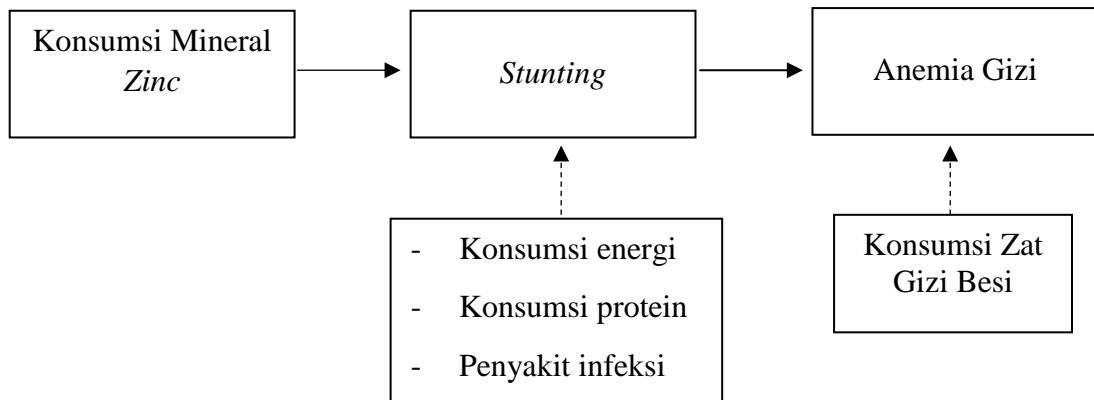 Konsumsi Mineral
Zinc
Stunting
Anemia Gizi
- Konsumsi energi
- Konsumsi protein
- Penyakit infeksi
Konsumsi Zat
Gizi Besi